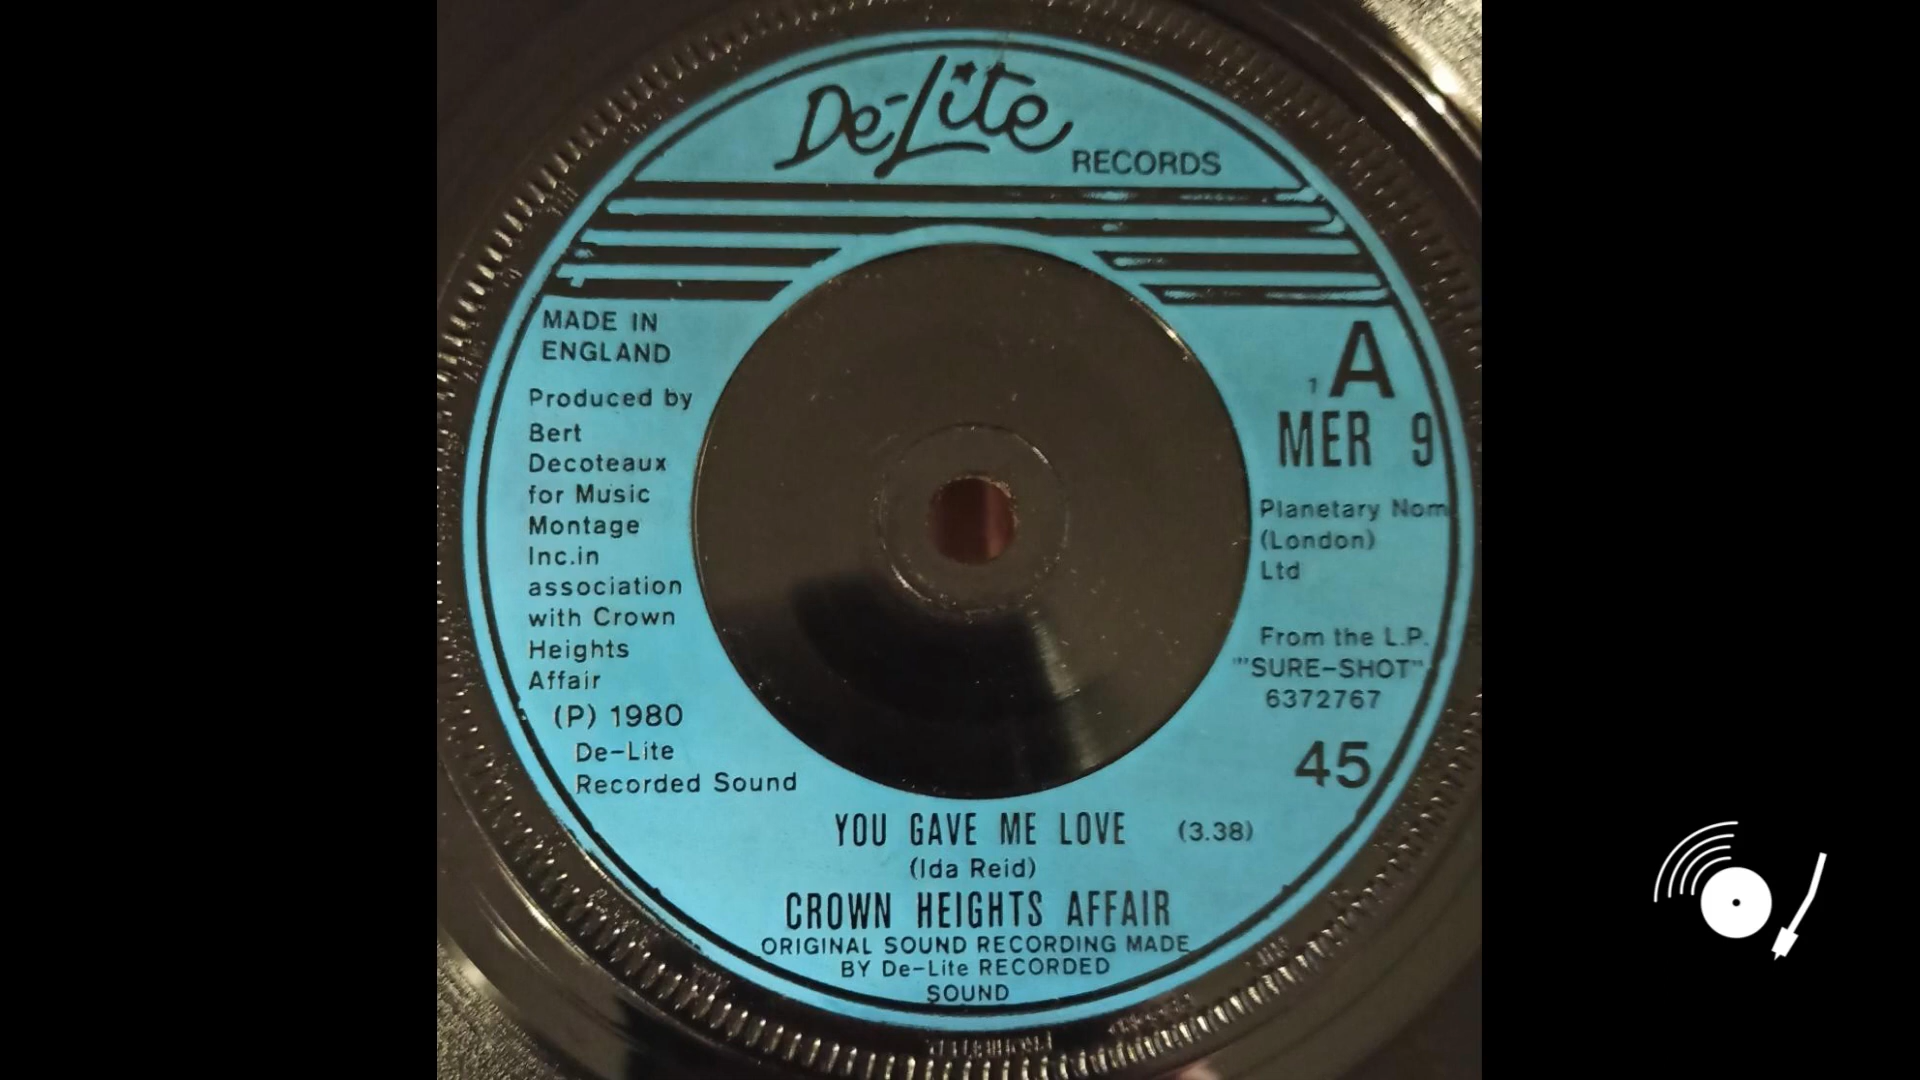 De-Lite
RECORDS
MADE IN
ENGLAND
Produced by
Bert
Decoteaux
for Music
Montage
Inc.in
association
with Crown
Heights
Affair
(P) 1980
De-Lite
Recorded Sound
1 A
MER 9
Planetary Nom
(London)
Ltd
From the L.P.
"'SURE-SHOT"
6372767
45
YOU GAVE ME LOVE (3.38)
(Ida Reid)
CROWN HEIGHTS AFFAIR
ORIGINAL SOUND RECORDING MADE
BY De-Lite RECORDED
SOUND